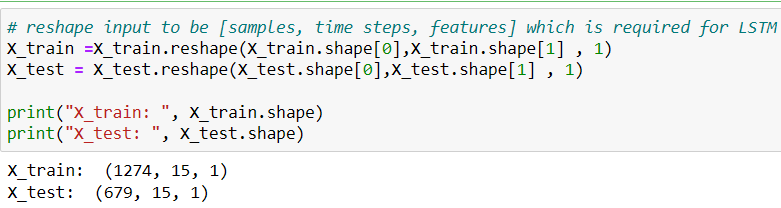 # reshape input to be [samples, time steps, features] which is required for LSTM
X_train =X_train.reshape(X_train.shape[0],X_train.shape[1] , 1)
X_test = X_test.reshape(X_test.shape[0],X_test.shape[1] , 1)
print("X_train: ", X_train.shape)
print("X_test: ", X_test.shape)
X_train:  (1274, 15, 1)
X_test:  (679, 15, 1)